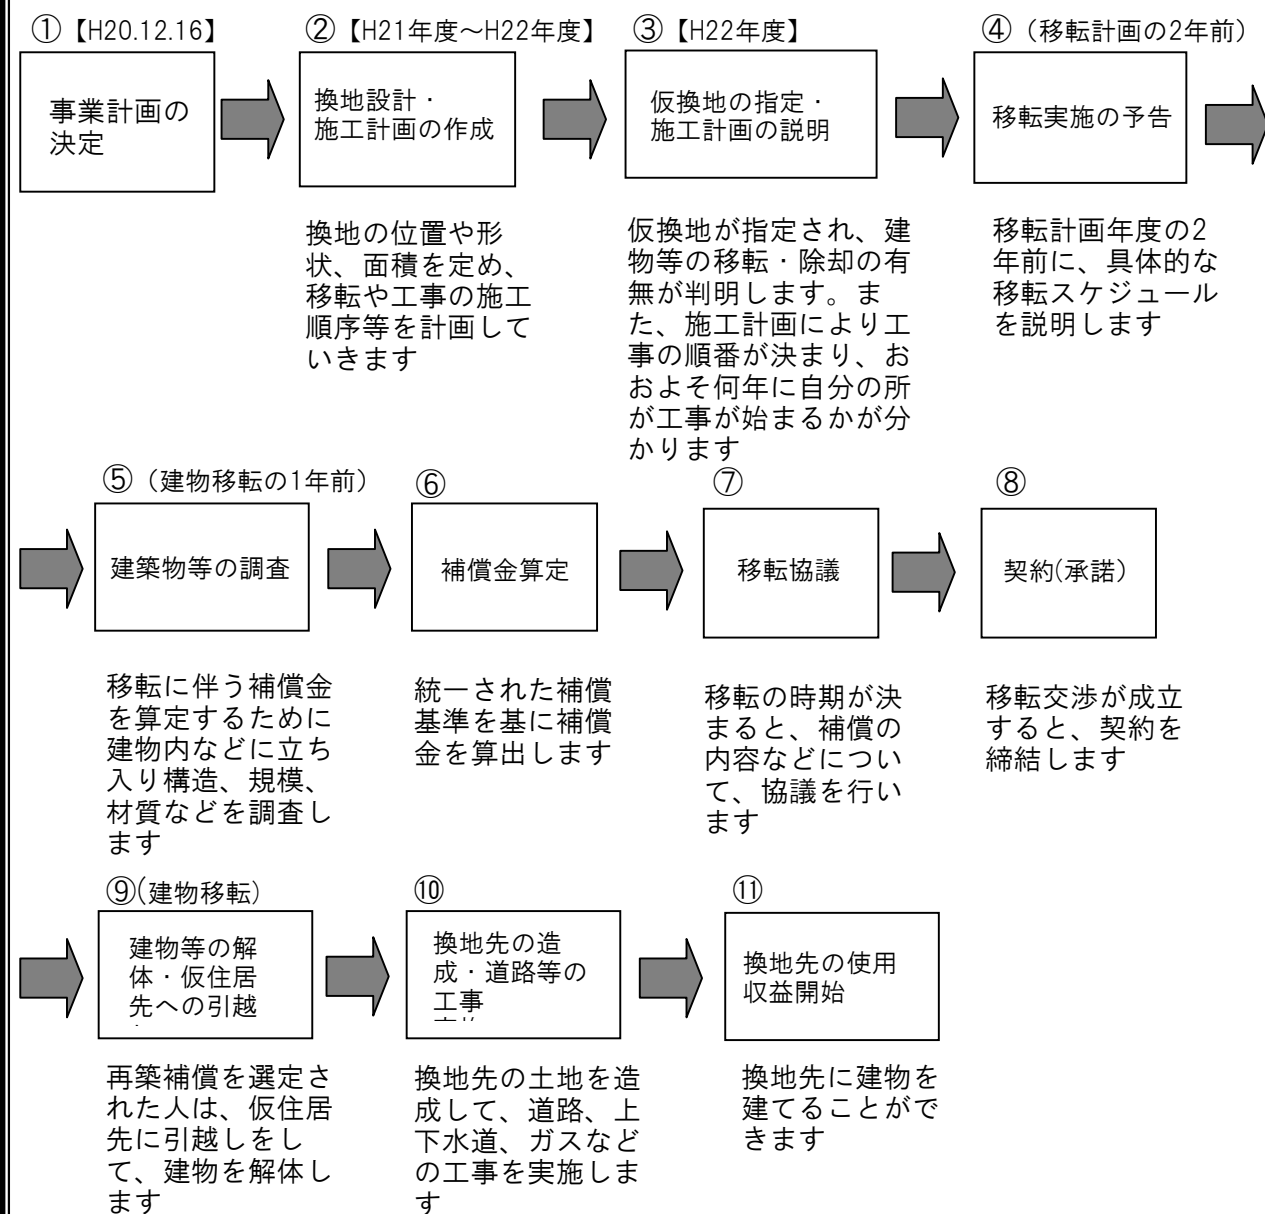 ①【H20.12.16】
②【H21年度～H22年度】
③【H22年度】
④（移転計画の2年前）
事業計画の
決定
換地設計・
施工計画の作成
仮換地の指定・
施工計画の説明
移転実施の予告
換地の位置や形
状、面積を定め、
移転や工事の施工
順序等を計画して
いきます
仮換地が指定され、建
物等の移転・除却の有
無が判明します。ま
た、施工計画により工
事の順番が決まり、お
およそ何年に自分の所
が工事が始まるかが分
かります
移転計画年度の2
年前に、具体的な
移転スケジュール
を説明します
⑤（建物移転の1年前）
⑥
⑦
⑧
建築物等の調査
補償金算定
移転協議
契約(承諾）
移転に伴う補償金
を算定するために
建物内などに立ち
入り構造、規模、
材質などを調査し
ます
統一された補償
基準を基に補償
金を算出します
移転の時期が決
まると、補償の
内容などについ
て、協議を行い
ます
移転交渉が成立
すると、契約を
締結します
⑨(建物移転）
⑩
⑪
建物等の解
体・仮住居
先への引越
換地先の造
成・道路等の
工事
換地先の使用
収益開始
再築補償を選定さ
れた人は、仮住居
先に引越しをし
て、建物を解体し
ます
換地先の土地を造
成して、道路、上
下水道、ガスなど
の工事を実施しま
す
換地先に建物を
建てることがで
きます